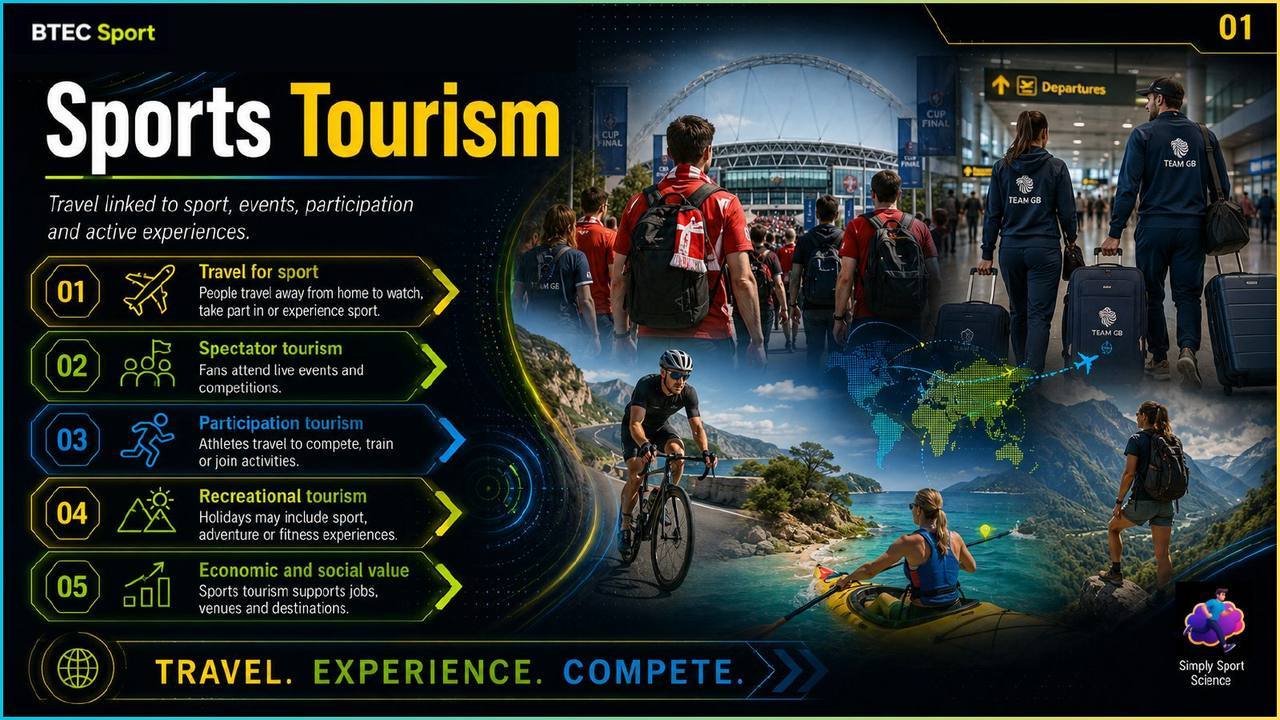 BTEC Sport
01
Sports Tourism
Travel linked to sport, events, participation
and active experiences.
01
Travel for sport
People travel away from home to watch,
take part in or experience sport.
02
Spectator tourism
Fans attend live events and
competitions.
03
Participation tourism
Athletes travel to compete, train
or join activities.
04
Recreational tourism
Holidays may include sport,
adventure or fitness experiences.
05
Economic and social value
Sports tourism supports jobs,
venues and destinations.
TRAVEL. EXPERIENCE. COMPETE.
CUP
FINAL
CUP
FINAL
CUP
FINAL
Departures
TEAM GB
TEAM GB
TEAM GB
TEAM GB
Simply Sport
Science